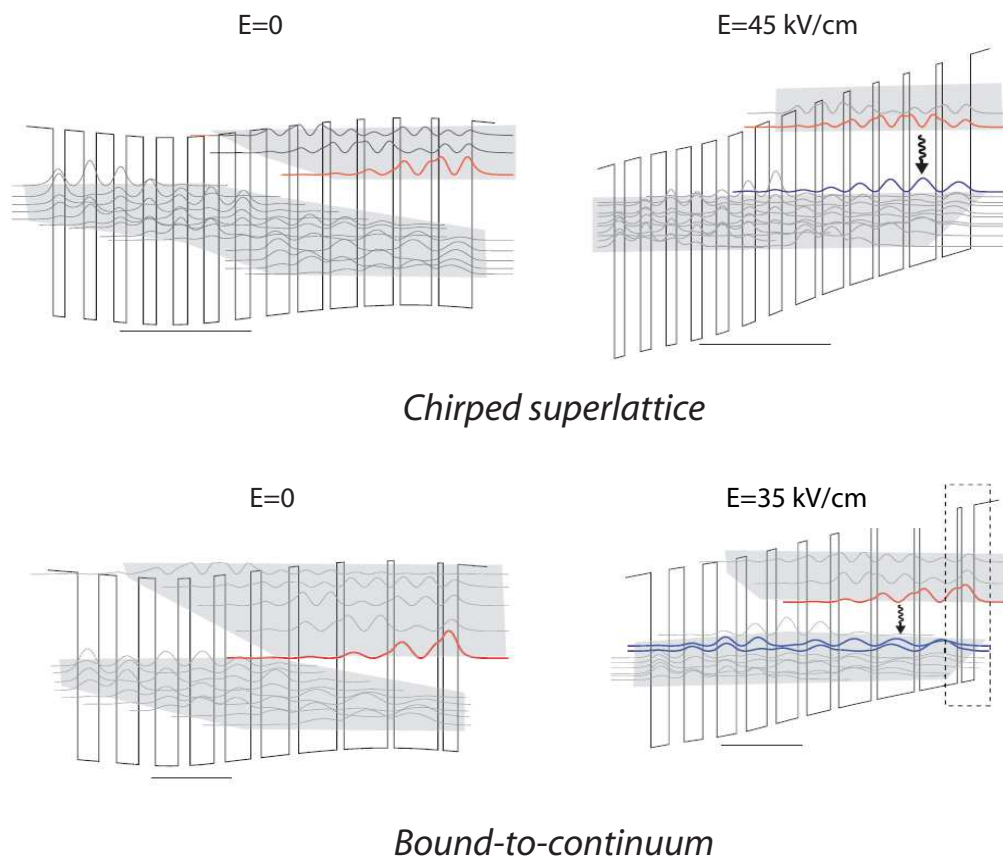 E=0
E=45 kV/cm
Chirped superlattice
E=0
E=35 kV/cm
Bound-to-continuum